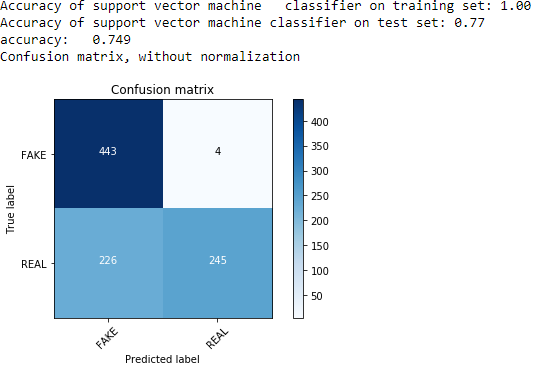 Accuracy of support vector machine   classifier on training set: 1.00
Accuracy of support vector machine classifier on test set: 0.77
accuracy:   0.749
Confusion matrix, without normalization
Confusion matrix
FAKE
443
4
REAL
226
245
True label
FAKE
REAL
Predicted label
400
350
300
250
200
150
100
50